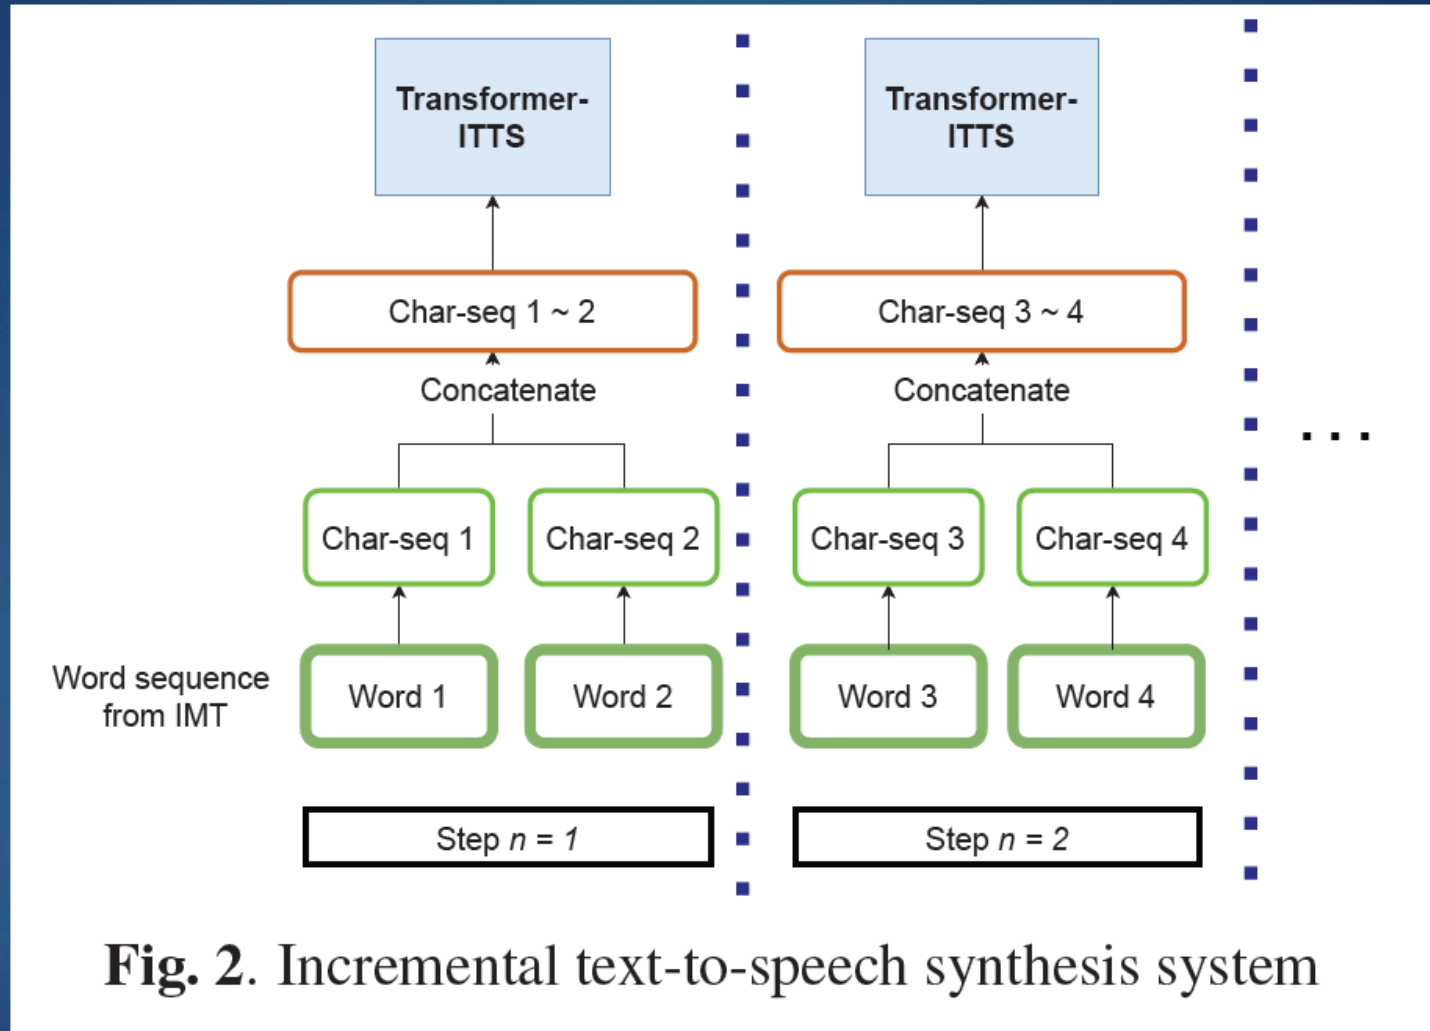 Transformer-
ITTS
Transformer-
ITTS
Char-seq 1 ~ 2
Char-seq 3 ~ 4
Concatenate
Concatenate
. . .
Char-seq 1
Char-seq 2
Char-seq 3
Char-seq 4
Word sequence
from IMT
Word 1
Word 2
Word 3
Word 4
Step n = 1
Step n = 2
Fig. 2. Incremental text-to-speech synthesis system